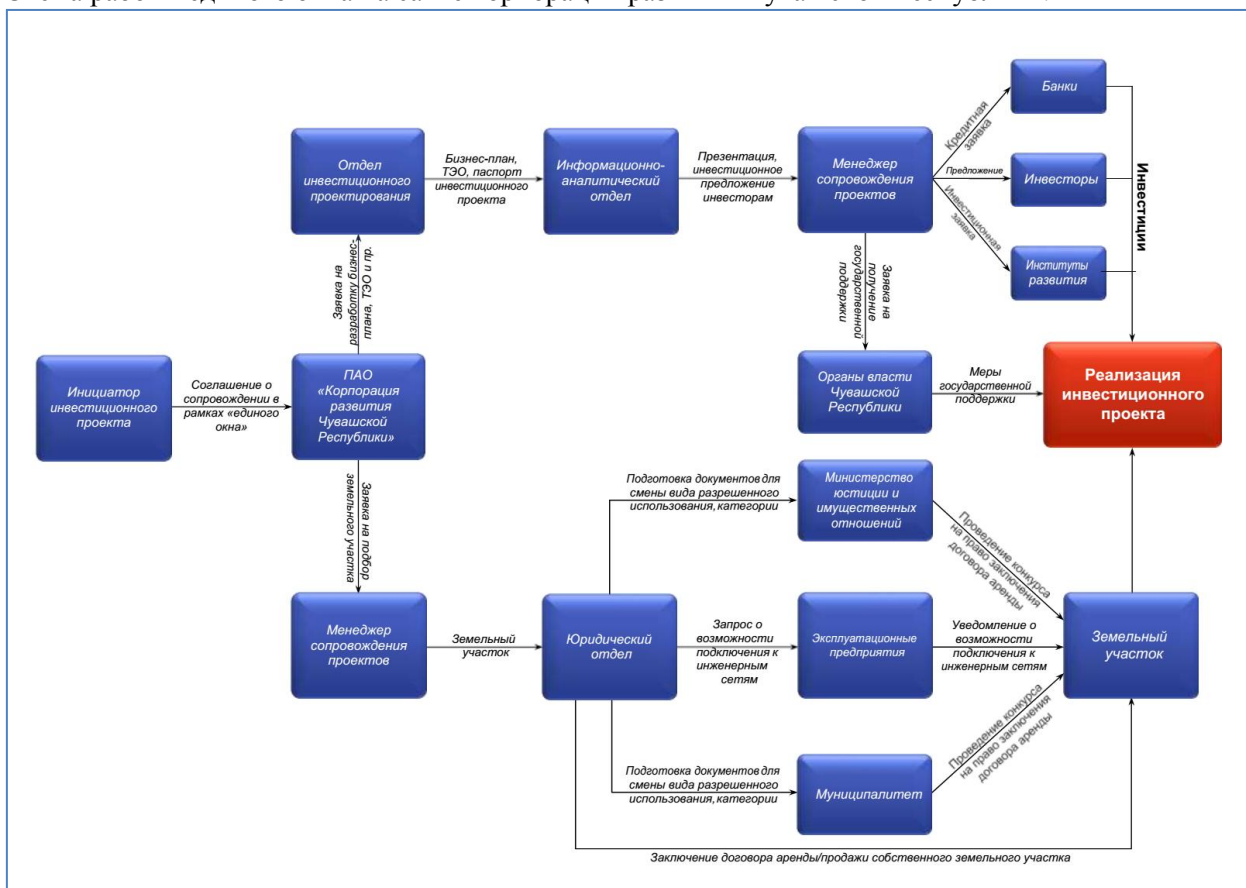 Банки
Кредитная
заявка
Отдел
инвестиционного
проектирования
Бизнес-план,
ТЭО, паспорт
инвестиционного
проекта
Информационно-
аналитический
отдел
Презентация,
инвестиционное
предложение
инвесторам
Менеджер
сопровождения
проектов
Предложение
Инвесторы
Инвестиции
Инвестиционная
заявка
Институты
развития
Заявка на
разработку бизнес-
плана, ТЭО и пр.
Заявка на
получение
государственной
поддержки
Инициатор
инвестиционного
проекта
Соглашение о
сопровождении в
рамках «единого
окна»
ПАО
«Корпорация
развития
Чувашской
Республики»
Органы власти
Чувашской
Республики
Меры
государственной
поддержки
Реализация
инвестиционного
проекта
Заявка на подбор
земельного участка
Подготовка документов для
смены вида разрешенного
использования, категории
Министерство
юстиции и
имущественных
отношений
Проведение конкурса
на право заключения
договора аренды
Менеджер
сопровождения
проектов
Земельный
участок
Юридический
отдел
Запрос о
возможности
подключения к
инженерным
сетям
Эксплуатационные
предприятия
Уведомление о
возможности
подключения к
инженерным сетям
Земельный
участок
Подготовка документов для
смены вида разрешенного
использования, категории
Муниципалитет
Проведение конкурса
на право заключения
договора аренды
Заключение договора аренды/продажи собственного земельного участка